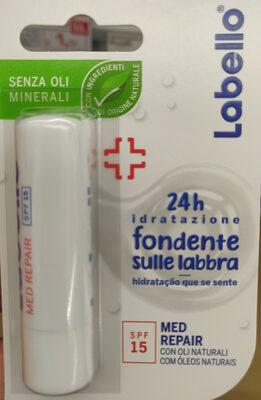 SENZA OLI
MINERALI
CON INGREDIENTI
DI ORIGINE NATURALE
Labello
24h
idratazione
fondente
sulle labbra
hidratação que se sente
MED REPAIR
SPF 15
SPF
15
MED
REPAIR
CON OLI NATURALI
COM ÓLEOS NATURAIS